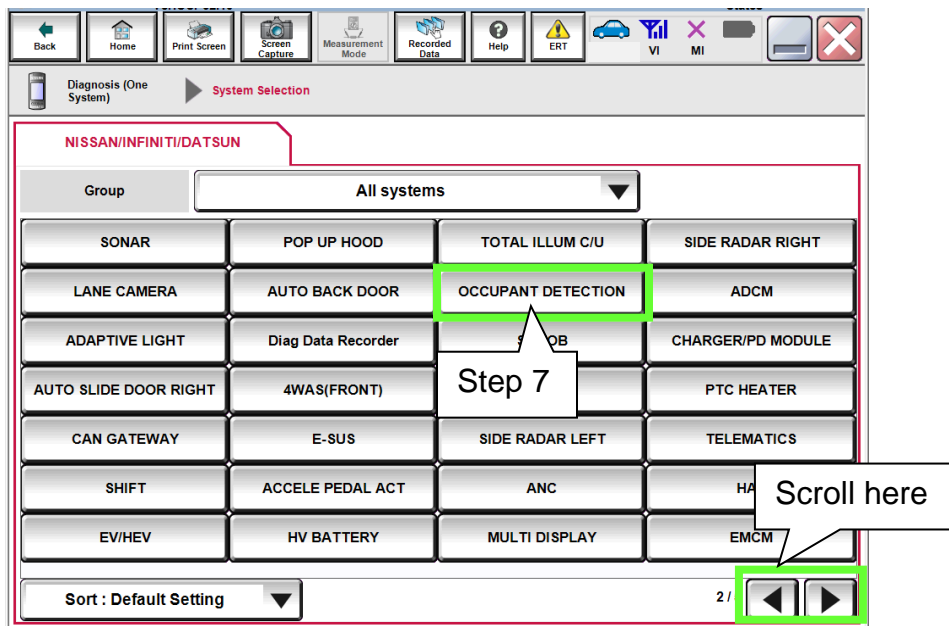 Back
Home
Print Screen
Screen
Capture
Measurement
Mode
Recorded
Data
Help
ERT
VI
MI
Diagnosis (One
System)
System Selection
NISSAN/INFINITI/DATSUN
Group
All systems
SONAR
POP UP HOOD
TOTAL ILLUM C/U
SIDE RADAR RIGHT
LANE CAMERA
AUTO BACK DOOR
OCCUPANT DETECTION
ADCM
ADAPTIVE LIGHT
Diag Data Recorder
CHARGER/PD MODULE
Step 7
AUTO SLIDE DOOR RIGHT
4WAS(FRONT)
PTC HEATER
CAN GATEWAY
E-SUS
SIDE RADAR LEFT
TELEMATICS
SHIFT
ACCELE PEDAL ACT
ANC
Scroll here
EV/HEV
HV BATTERY
MULTI DISPLAY
EMCM
Sort : Default Setting
2 /